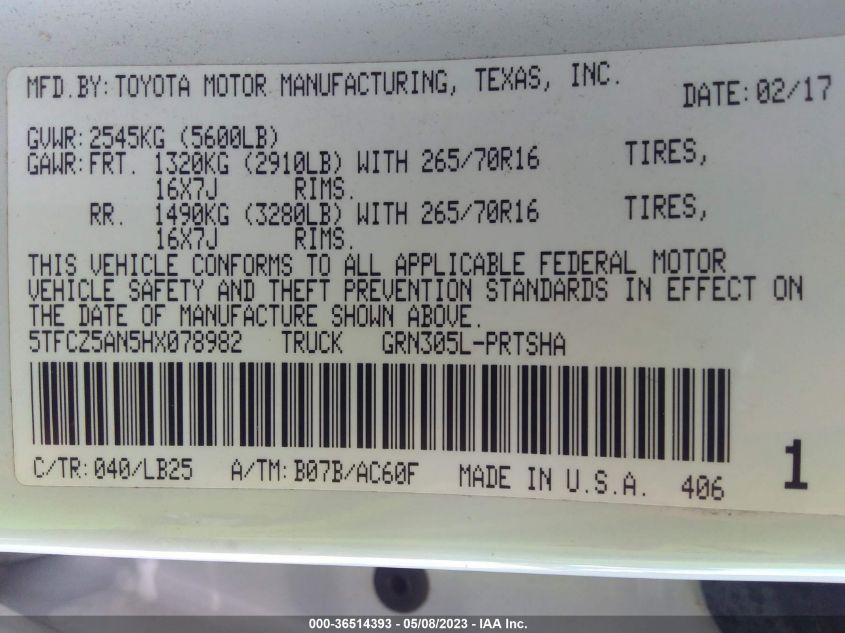 MFD.BY: TOYOTA MOTOR MANUFACTURING, TEXAS, INC. DATE: 02/17
GVWR: 2545KG (5600LB)
GAWR: FRT. 1320KG (2910LB) WITH 265/70R16 TIRES,
16X7J RIMS.
RR. 1490KG (3280LB) WITH 265/70R16 TIRES,
16X7J RIMS.
THIS VEHICLE CONFORMS TO ALL APPLICABLE FEDERAL MOTOR
VEHICLE SAFETY AND THEFT PREVENTION STANDARDS IN EFFECT ON
THE DATE OF MANUFACTURE SHOWN ABOVE.
5TFCZ5AN5HX078982 TRUCK GRN305L-PRTSHA
C/TR: 040/LB25 A/TM: B07B/AC60F MADE IN U.S.A. 406 1
000-36514393 - 05/08/2023 - IAA Inc.